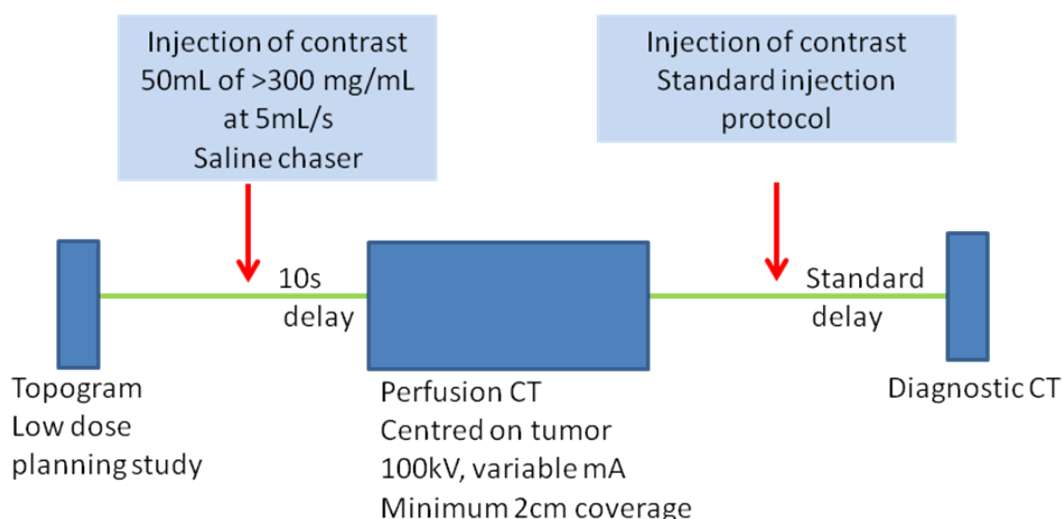 Injection of contrast
50mL of >300 mg/mL
at 5mL/s
Saline chaser
Injection of contrast
Standard injection
protocol
10s
delay
Standard
delay
Topogram
Low dose
planning study
Perfusion CT
Centred on tumor
100kV, variable mA
Minimum 2cm coverage
Diagnostic CT